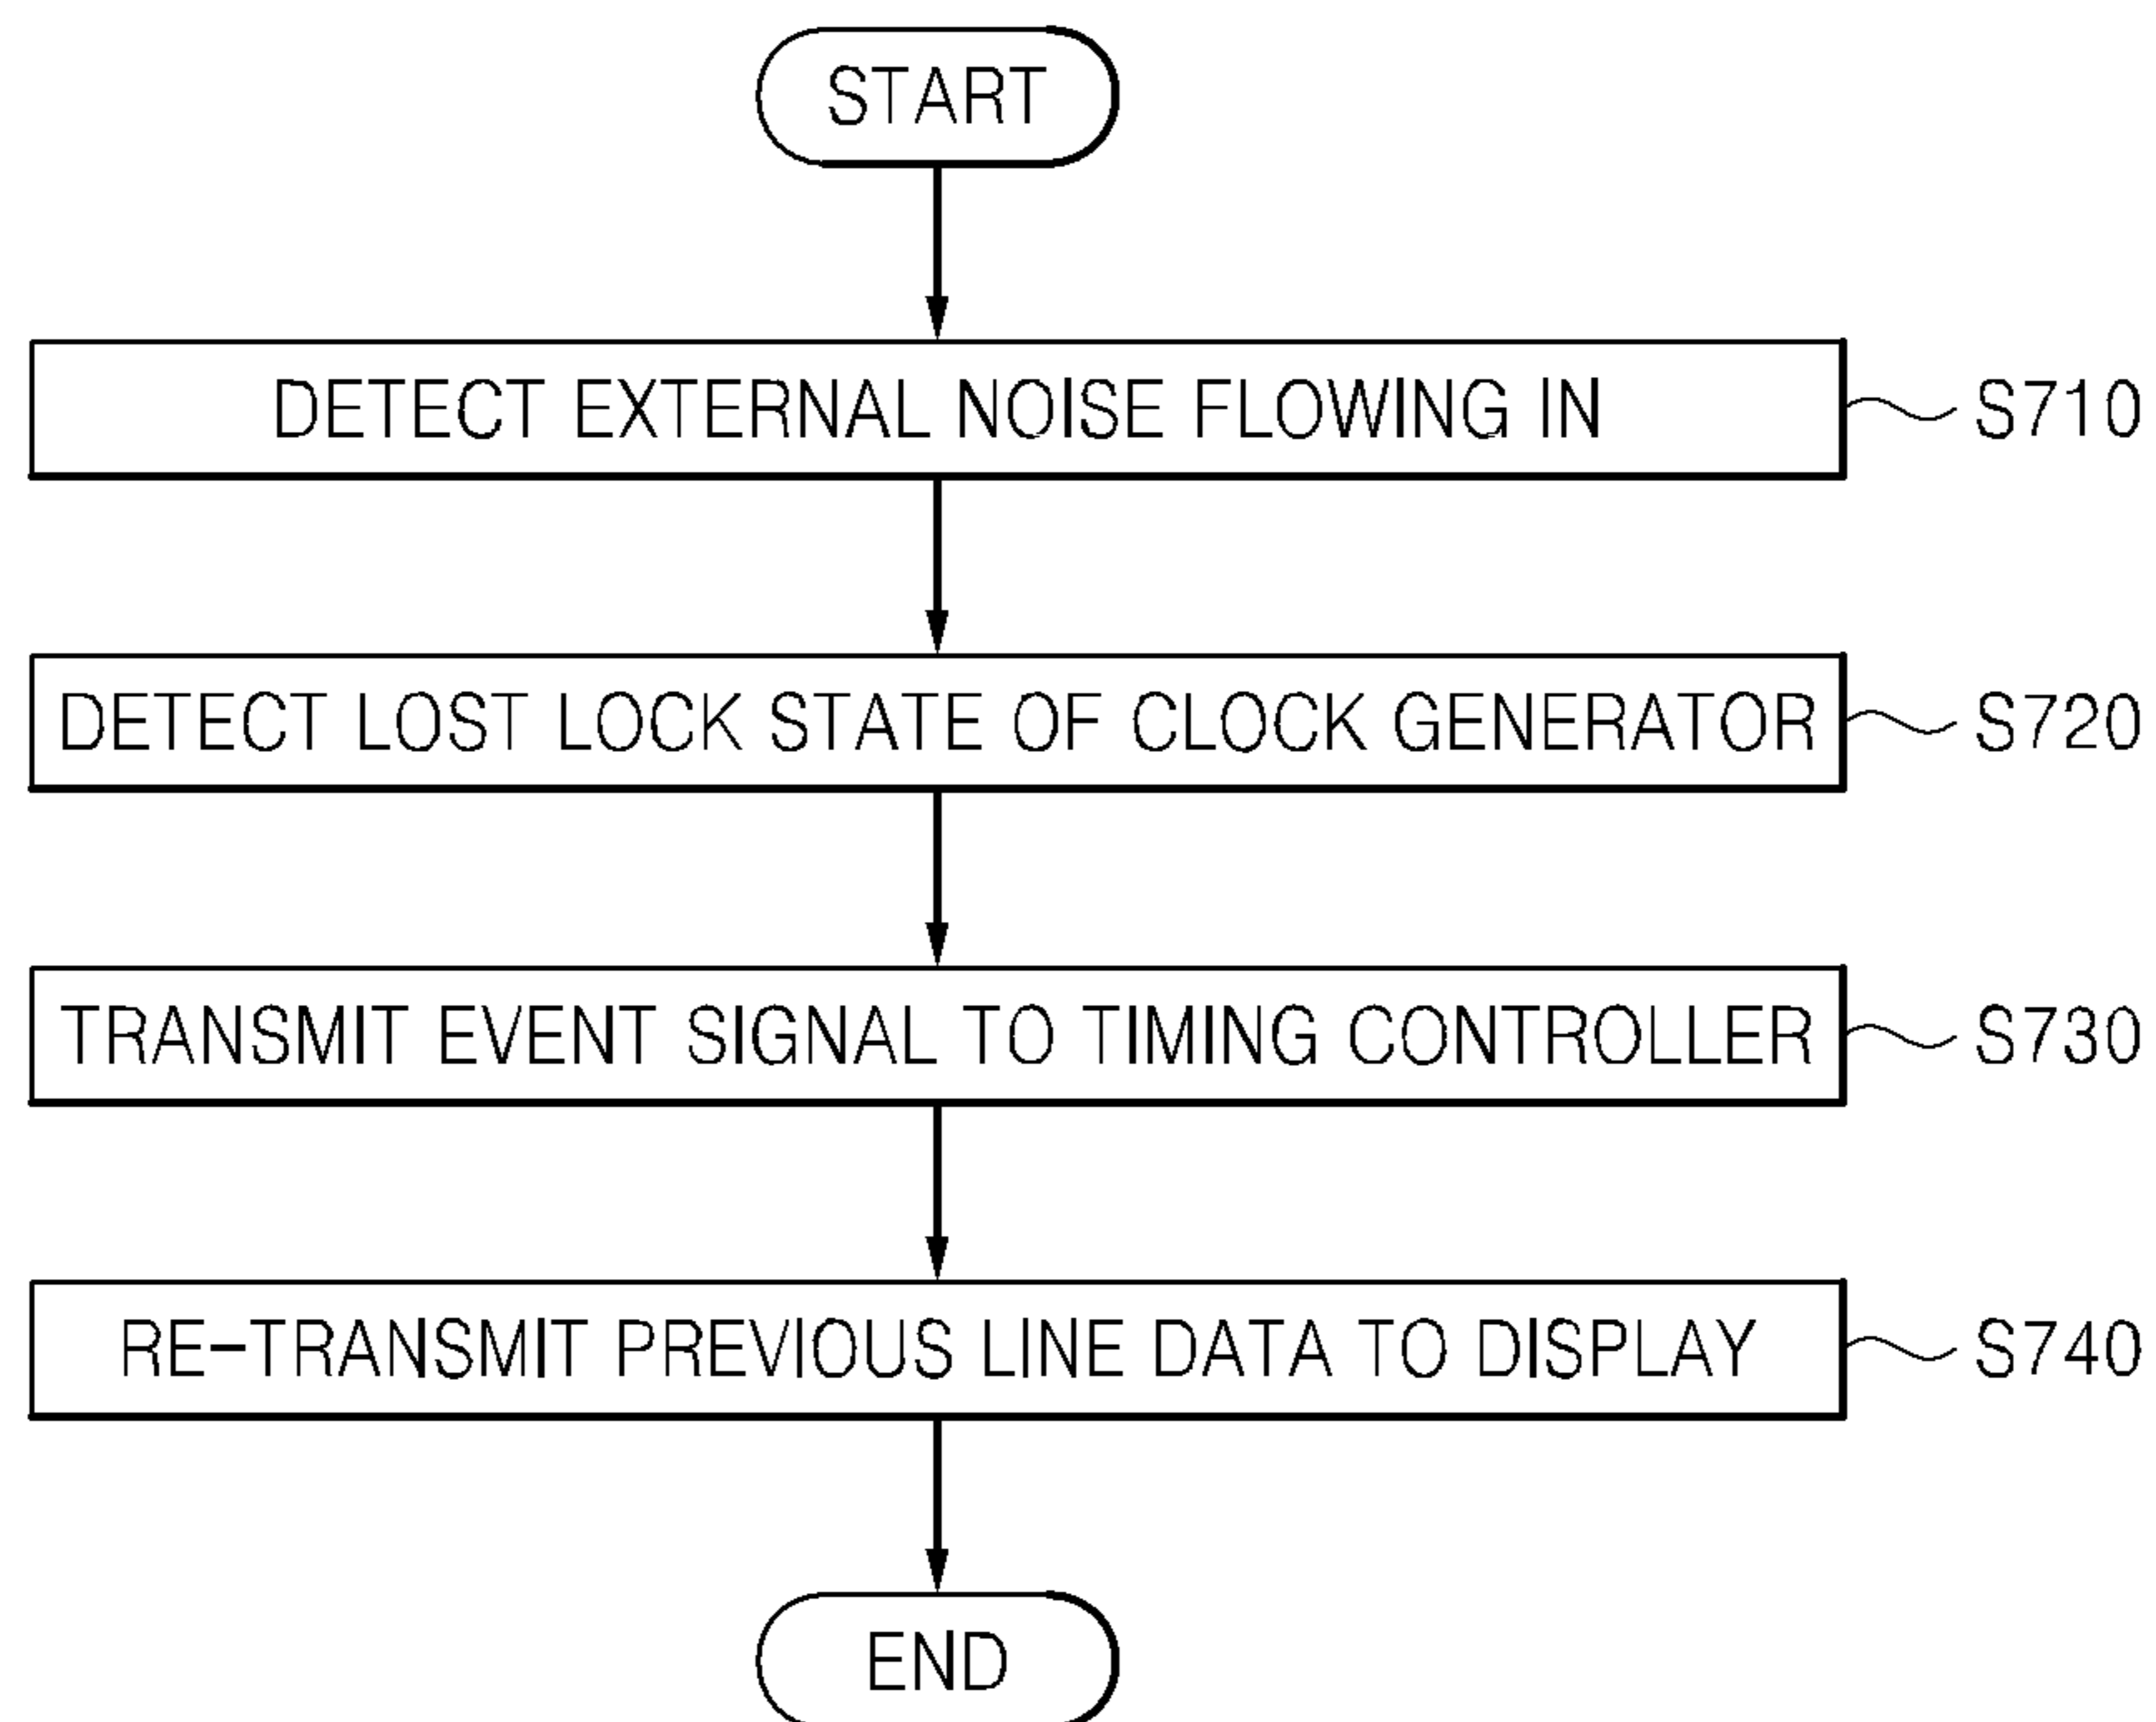 START
DETECT EXTERNAL NOISE FLOWING IN
S710
DETECT LOST LOCK STATE OF CLOCK GENERATOR
S720
TRANSMIT EVENT SIGNAL TO TIMING CONTROLLER
S730
RE-TRANSMIT PREVIOUS LINE DATA TO DISPLAY
S740
END